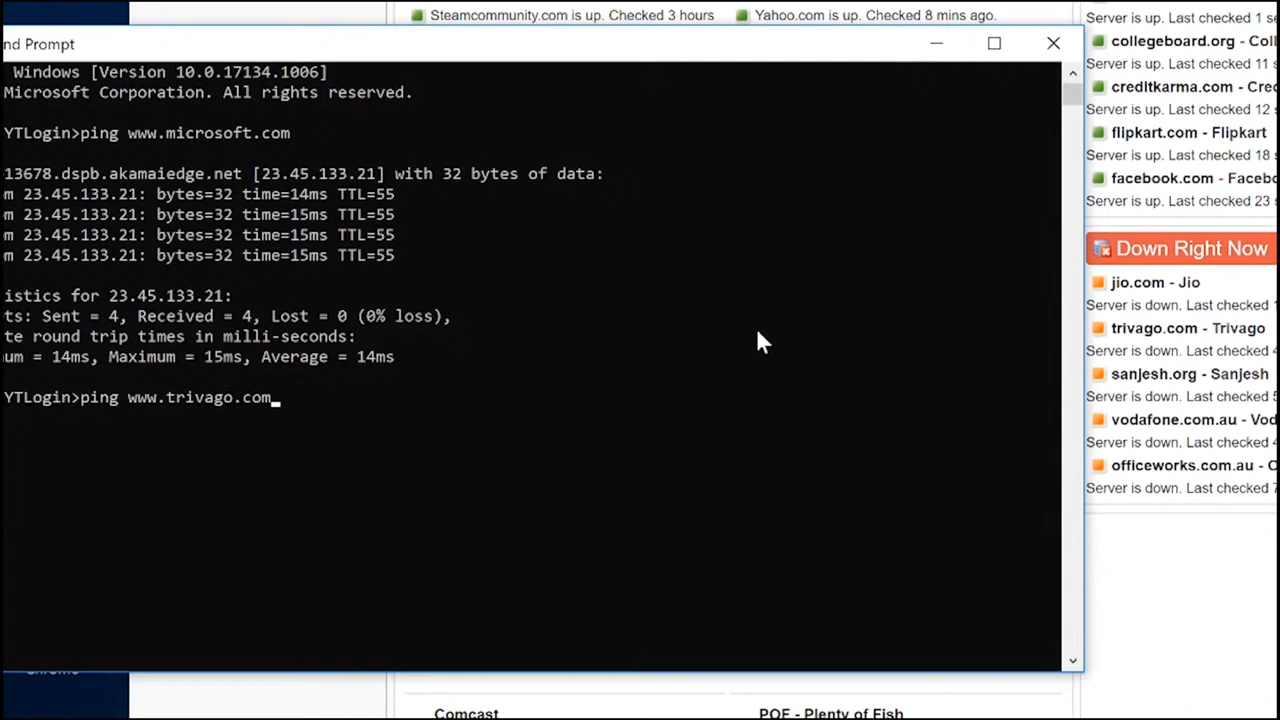 Steamcommunity.com is up. Checked 3 hours
Yahoo.com is up. Checked 8 mins ago.
nd Prompt
Windows [Version 10.0.17134.1006]
Microsoft Corporation. All rights reserved.
YTLogin>ping www.microsoft.com
13678.dspb.akamaiedge.net [23.45.133.21] with 32 bytes of data:
m 23.45.133.21: bytes=32 time=14ms TTL=55
m 23.45.133.21: bytes=32 time=15ms TTL=55
m 23.45.133.21: bytes=32 time=15ms TTL=55
m 23.45.133.21: bytes=32 time=15ms TTL=55
istics for 23.45.133.21:
ts: Sent = 4, Received = 4, Lost = 0 (0% loss),
te round trip times in milli-seconds:
um = 14ms, Maximum = 15ms, Average = 14ms
YTLogin>ping www.trivago.com
Server is up. Last checked 1 s
collegeboard.org - Coll
Server is up. Last checked 11 s
creditkarma.com - Cred
Server is up. Last checked 12
flipkart.com - Flipkart
Server is up. Last checked 18 s
facebook.com - Facebo
Server is up. Last checked 23
Down Right Now
jio.com - Jio
Server is down. Last checked 1
trivago.com - Trivago
Server is down. Last checked 4
sanjesh.org - Sanjesh
Server is down. Last checked 5
vodafone.com.au - Vod
Server is down. Last checked 4
officeworks.com.au - O
Server is down. Last checked 7
Comcast
POF - Plenty of Fish